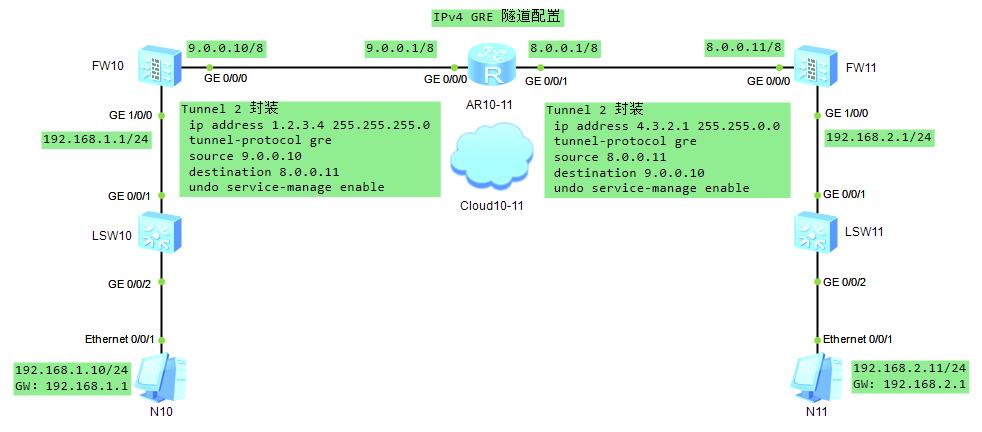 IPv4 GRE 隧道配置
9.0.0.10/8
9.0.0.1/8
8.0.0.1/8
8.0.0.11/8
FW10
GE 0/0/0
GE 0/0/0
R
GE 0/0/1
GE 0/0/0
FW11
AR10-11
GE 1/0/0
192.168.1.1/24
Tunnel 2 封装
ip address 1.2.3.4 255.255.255.0
tunnel-protocol gre
source 9.0.0.10
destination 8.0.0.11
undo service-manage enable
Cloud10-11
Tunnel 2 封装
ip address 4.3.2.1 255.255.0.0
tunnel-protocol gre
source 8.0.0.11
destination 9.0.0.10
undo service-manage enable
GE 1/0/0
192.168.2.1/24
GE 0/0/1
GE 0/0/1
LSW10
LSW11
GE 0/0/2
GE 0/0/2
Ethernet 0/0/1
Ethernet 0/0/1
192.168.1.10/24
GW: 192.168.1.1
N10
192.168.2.11/24
GW: 192.168.2.1
N11